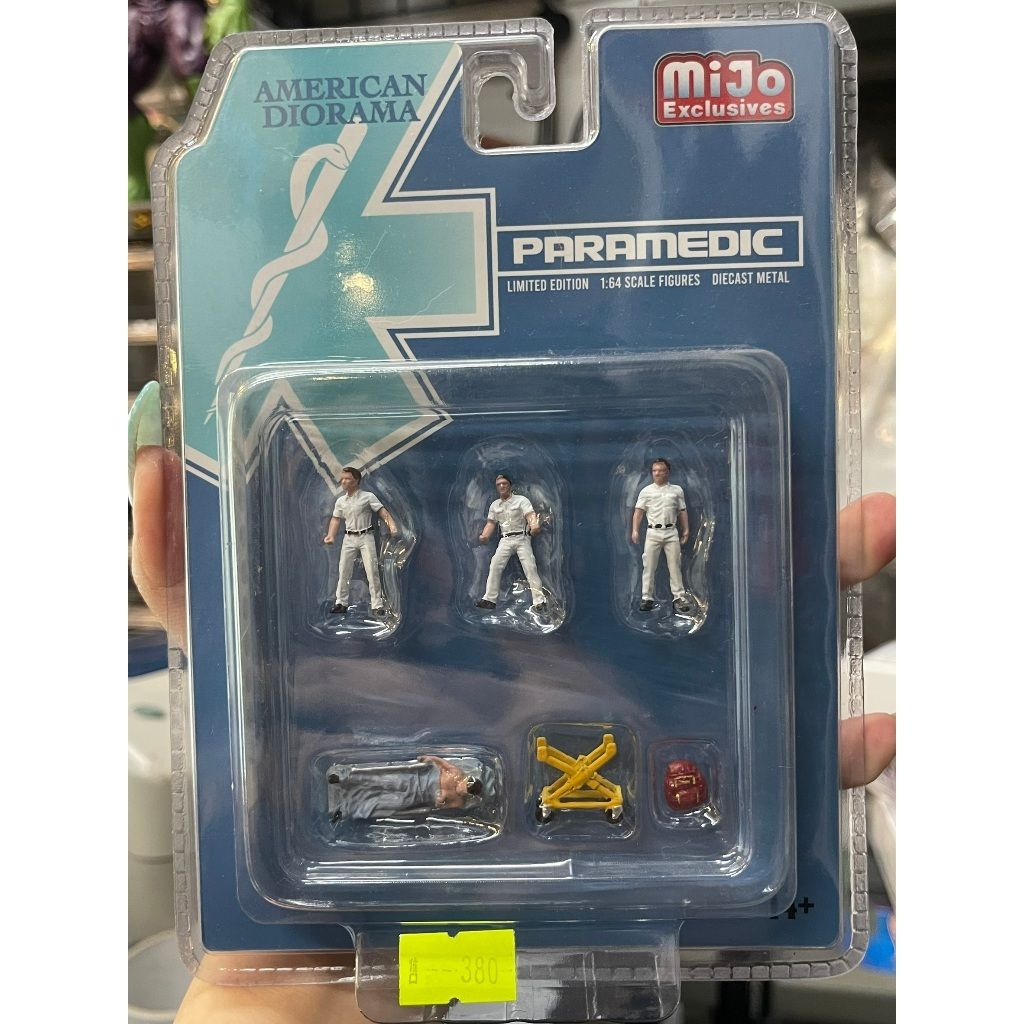 AMERICAN
DIORAMA
MiJo
Exclusives
PARAMEDIC
LIMITED EDITION 1:64 SCALE FIGURES DIECAST METAL
380